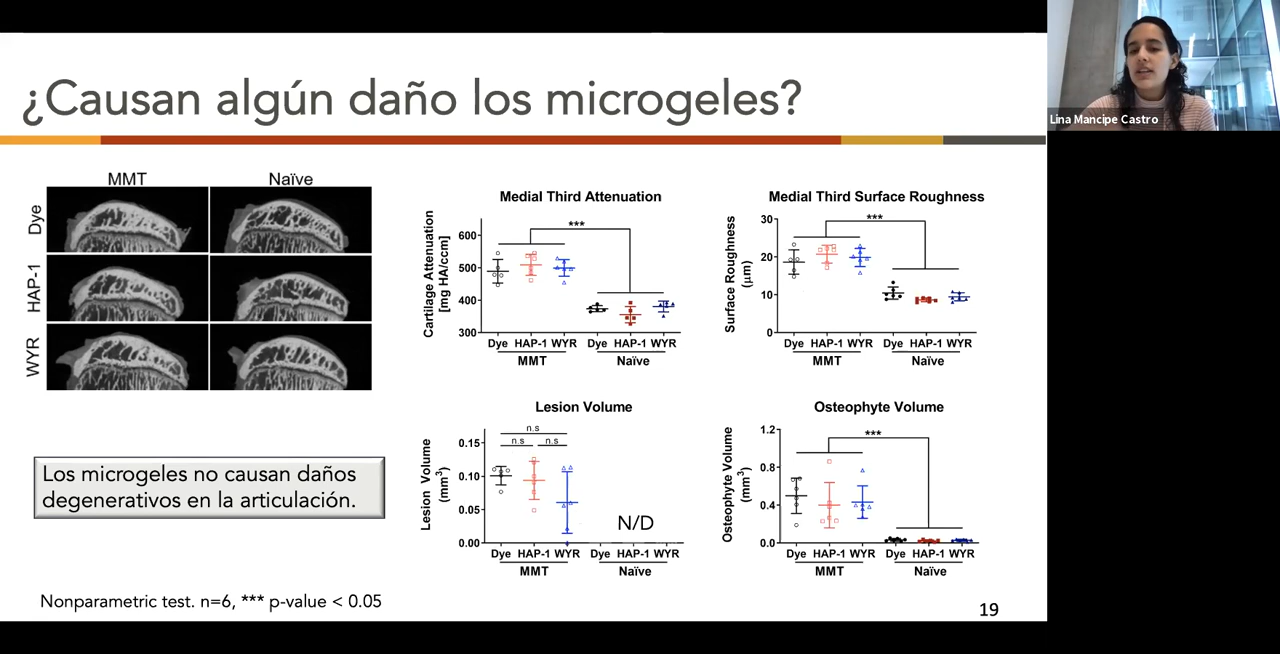 ¿Causan algún daño los microgeles?
Lina Mancipe Castro
MMT Naïve
Dye
HAP-1
WYR
Los microgeles no causan daños
degenerativos en la articulación.
Medial Third Attenuation
Cartilage Attenuation
[mg HA/ccm]
600
500
400
300
***
Dye HAP-1 WYR Dye HAP-1 WYR
MMT Naïve
Medial Third Surface Roughness
Surface Roughness
(µm)
30
20
10
0
***
Dye HAP-1 WYR Dye HAP-1 WYR
MMT Naïve
Lesion Volume
Lesion Volume
(mm³)
0.15
0.10
0.05
0.00
n.s
n.s n.s
N/D
Dye HAP-1 WYR Dye HAP-1 WYR
MMT Naïve
Osteophyte Volume
Osteophyte Volume
(mm³)
1.2
0.8
0.4
0.0
***
Dye HAP-1 WYR Dye HAP-1 WYR
MMT Naïve
Nonparametric test. n=6, *** p-value < 0.05
19